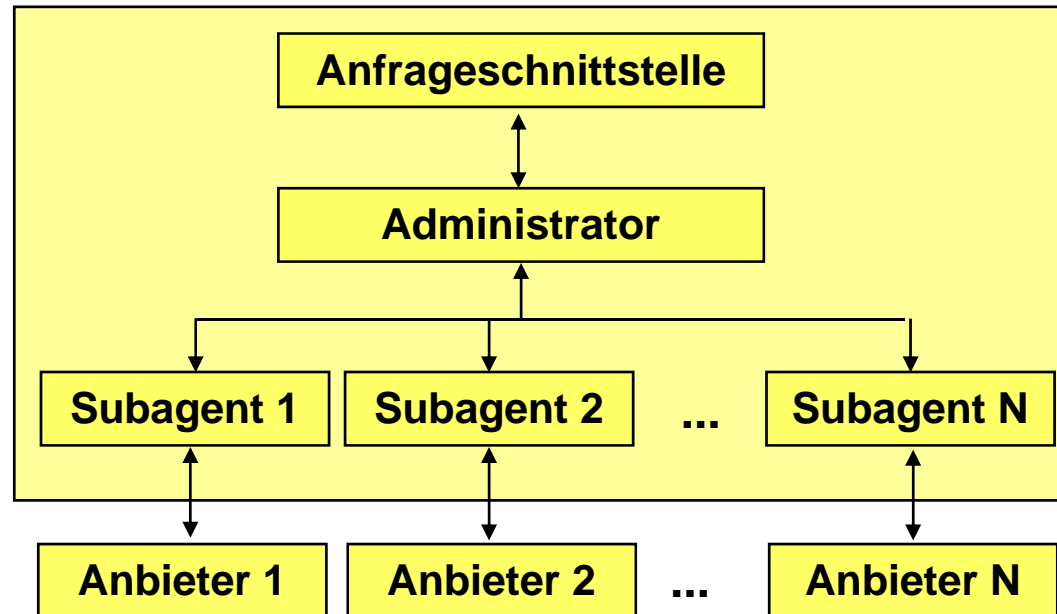 Anfrageschnittstelle
Administrator
Subagent 1 Subagent 2 ... Subagent N
Anbieter 1 Anbieter 2 ... Anbieter N